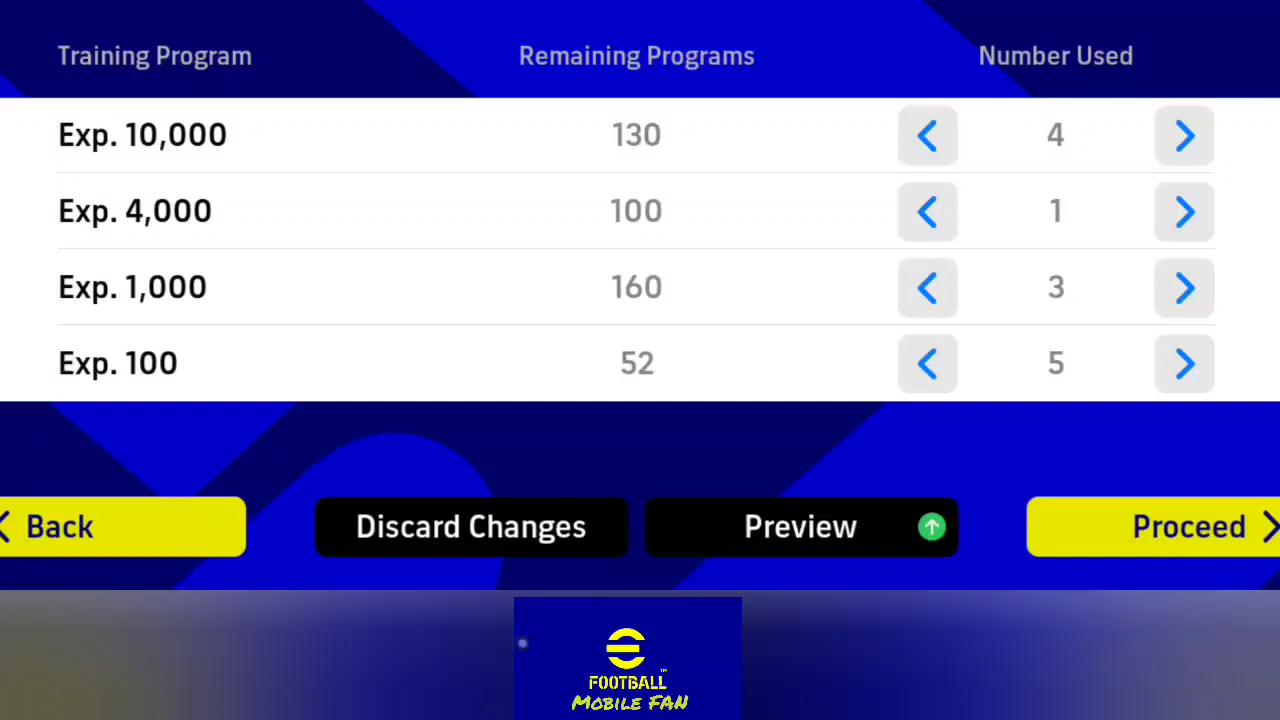 Training Program Remaining Programs Number Used
Exp. 10,000 130 4
Exp. 4,000 100 1
Exp. 1,000 160 3
Exp. 100 52 5
Back Discard Changes Preview Proceed
FOOTBALL™
MOBILE FAN